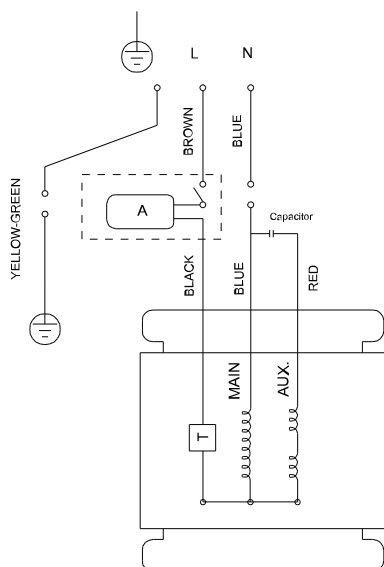 L N
BROWN
BLUE
YELLOW-GREEN
A
Capacitor
BLACK
BLUE
RED
MAIN
AUX.
T